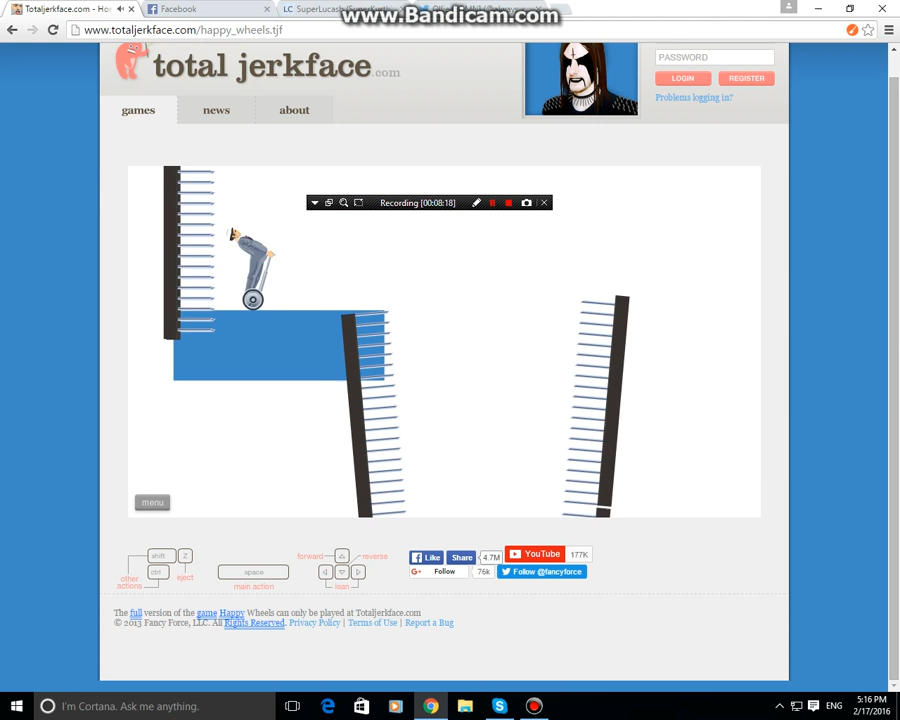 Totaljerkface.com - Ho
Facebook
LC SuperLucas
www.Bandicam.com
www.totaljerkface.com/happy_wheels.tjf
total jerkface.com
PASSWORD
LOGIN REGISTER
Problems logging in?
games news about
Recording [00:08:18]
menu
shift Z
ctrl
other actions
eject
space
main action
forward reverse
lean
Like Share 4.7M YouTube 177K
G+ Follow 76k Follow @fancyforce
The full version of the game Happy Wheels can only be played at Totaljerkface.com
© 2013 Fancy Force, LLC. All Rights Reserved. Privacy Policy | Terms of Use | Report a Bug
I'm Cortana. Ask me anything.
ENG
5:16 PM
2/17/2016